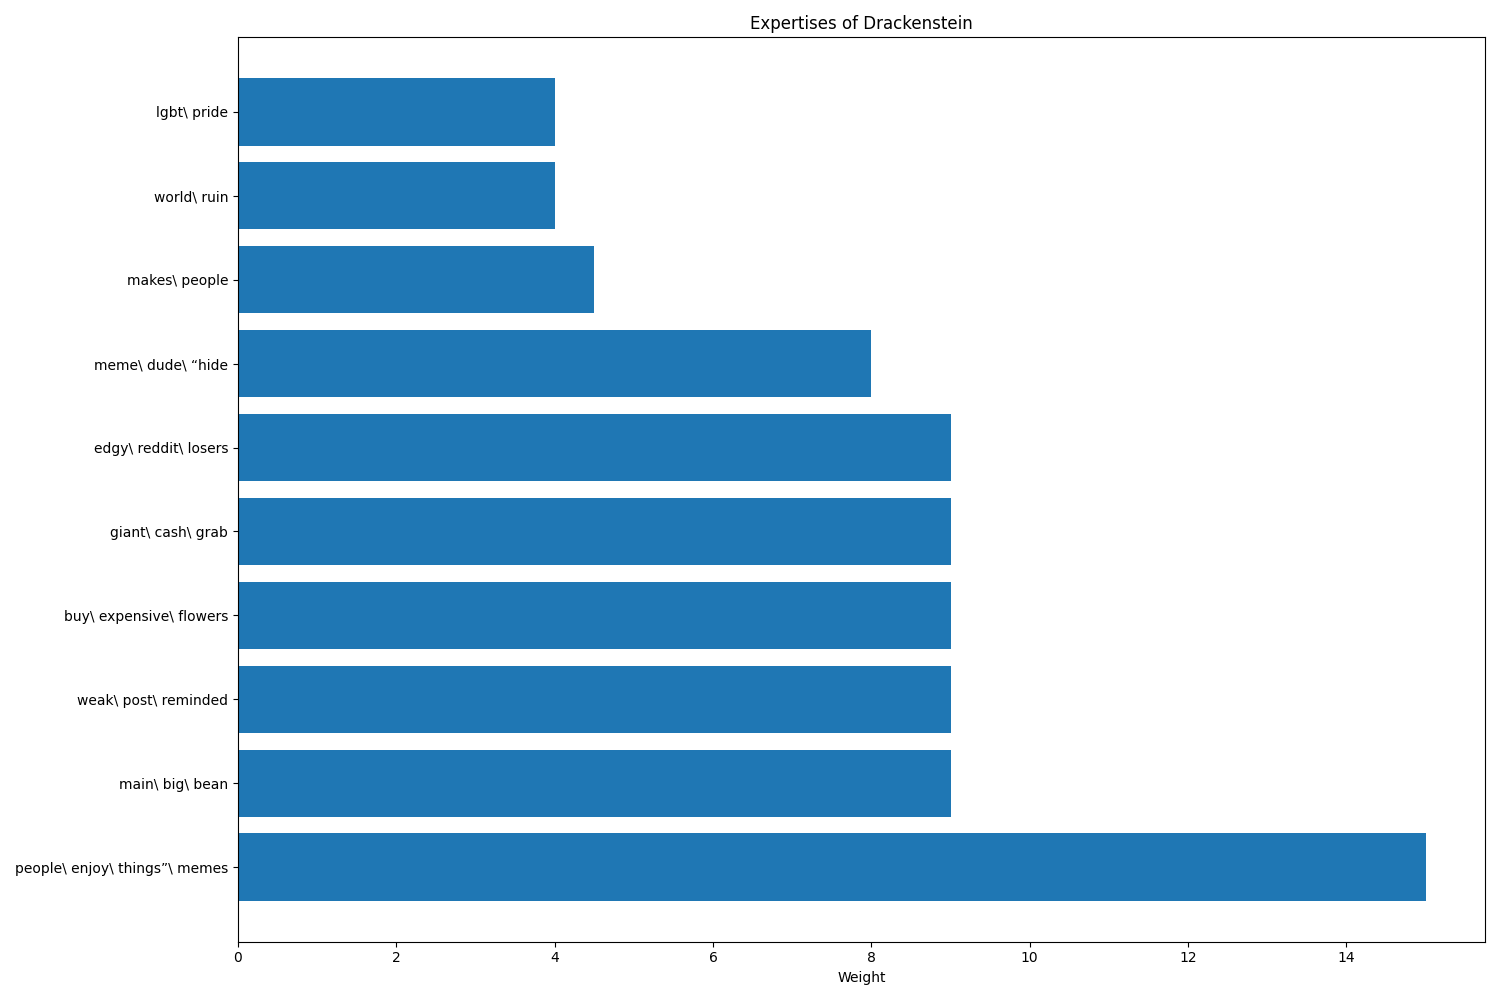 Expertises of Drackenstein
lgbt\ pride
world\ ruin
makes\ people
meme\ dude\ “hide
edgy\ reddit\ losers
giant\ cash\ grab
buy\ expensive\ flowers
weak\ post\ reminded
main\ big\ bean
people\ enjoy\ things”\ memes
0 2 4 6 8 10 12 14
Weight